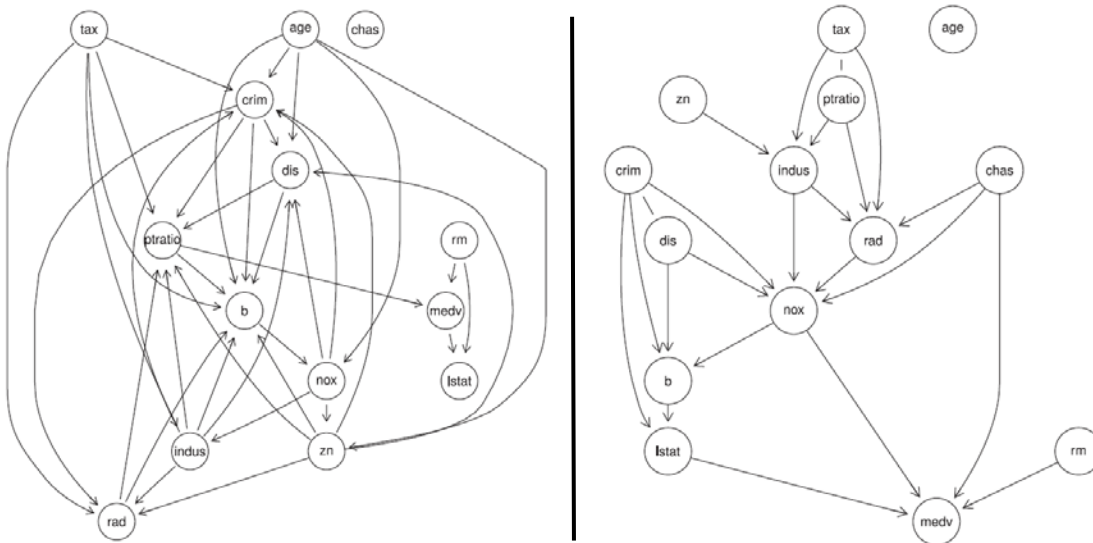 tax
age
chas
crim
dis
ptratio
rm
b
medv
nox
lstat
indus
zn
rad
tax
age
zn
ptratio
crim
indus
chas
dis
rad
nox
b
lstat
rm
medv